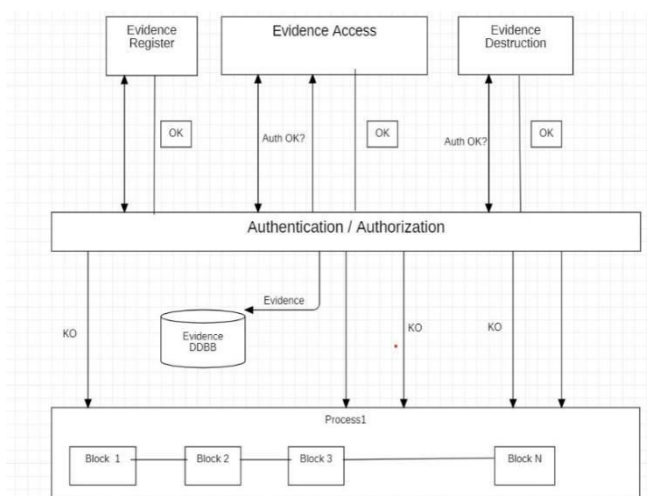 Evidence
Register
Evidence Access
Evidence
Destruction
OK
Auth OK?
OK
Auth OK?
OK
Authentication / Authorization
Evidence
KO
Evidence
DDBB
KO
KO
Process1
Block 1
Block 2
Block 3
Block N